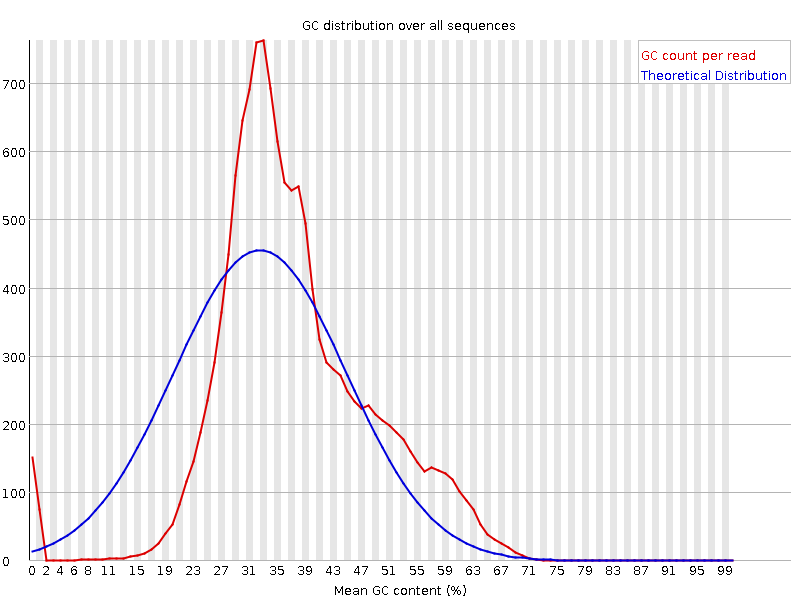 GC distribution over all sequences
GC count per read
Theoretical Distribution
700
600
500
400
300
200
100
0
0 2 4 6 8 11 15 19 23 27 31 35 39 43 47 51 55 59 63 67 71 75 79 83 87 91 95 99
Mean GC content (%)